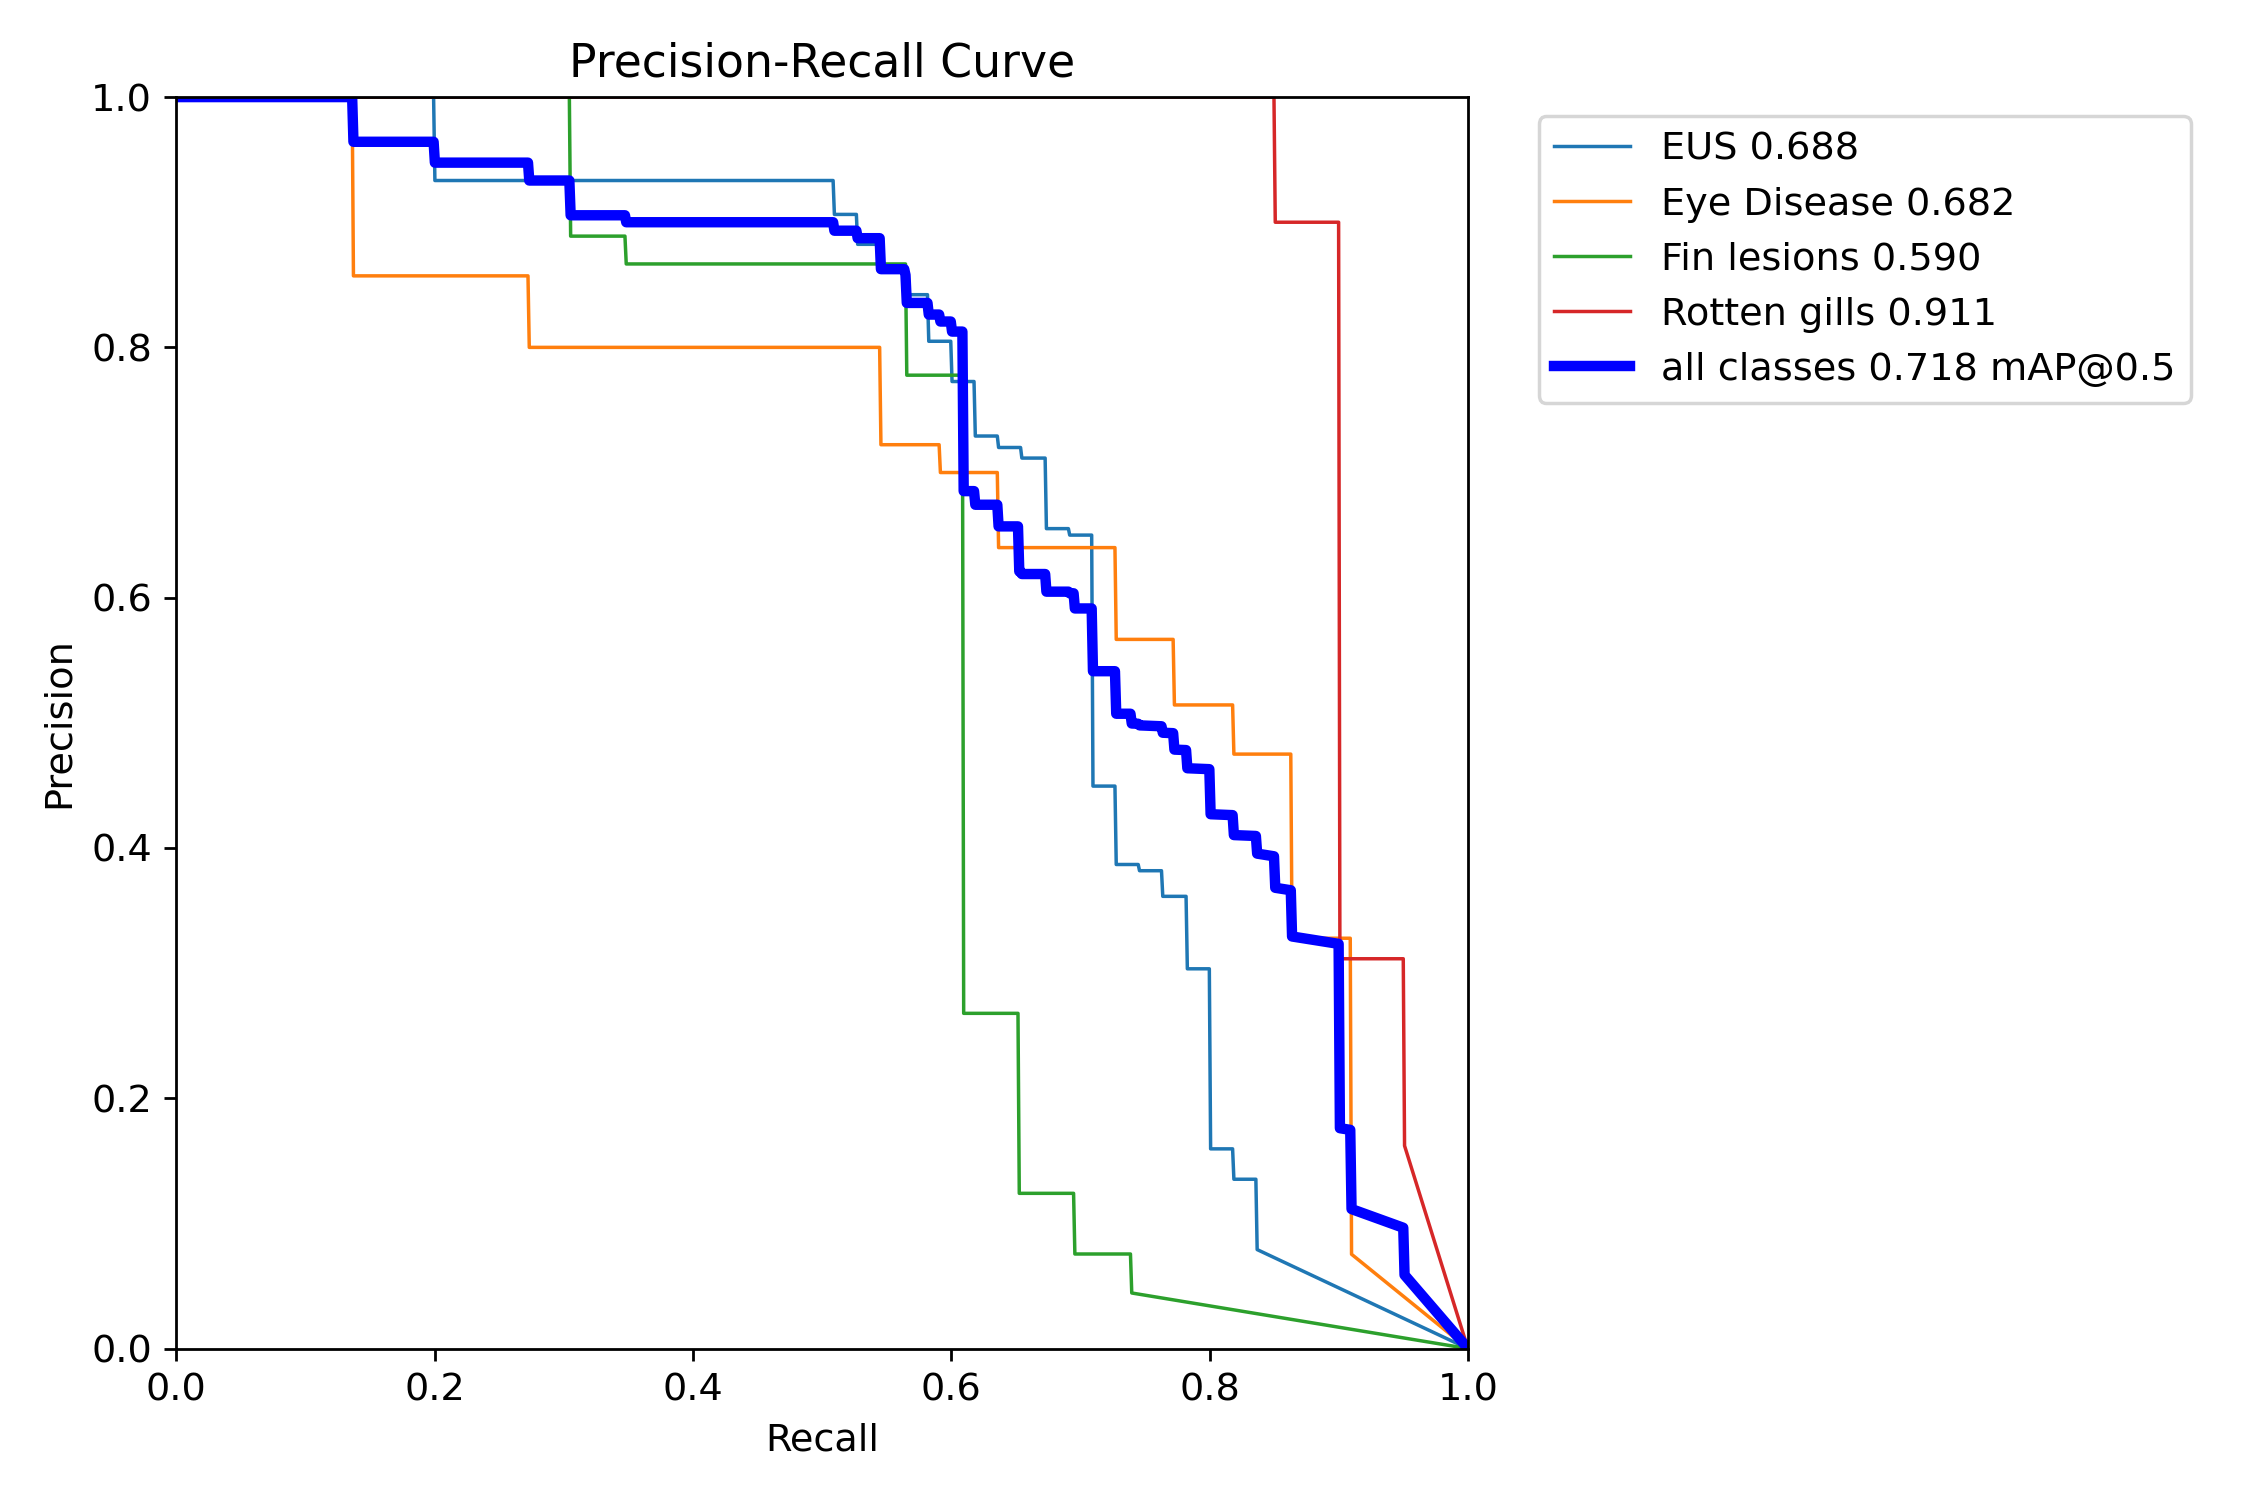 Precision-Recall Curve
1.0
0.8
0.6
0.4
0.2
0.0
Precision
0.0 0.2 0.4 0.6 0.8 1.0
Recall
EUS 0.688
Eye Disease 0.682
Fin lesions 0.590
Rotten gills 0.911
all classes 0.718 mAP@0.5